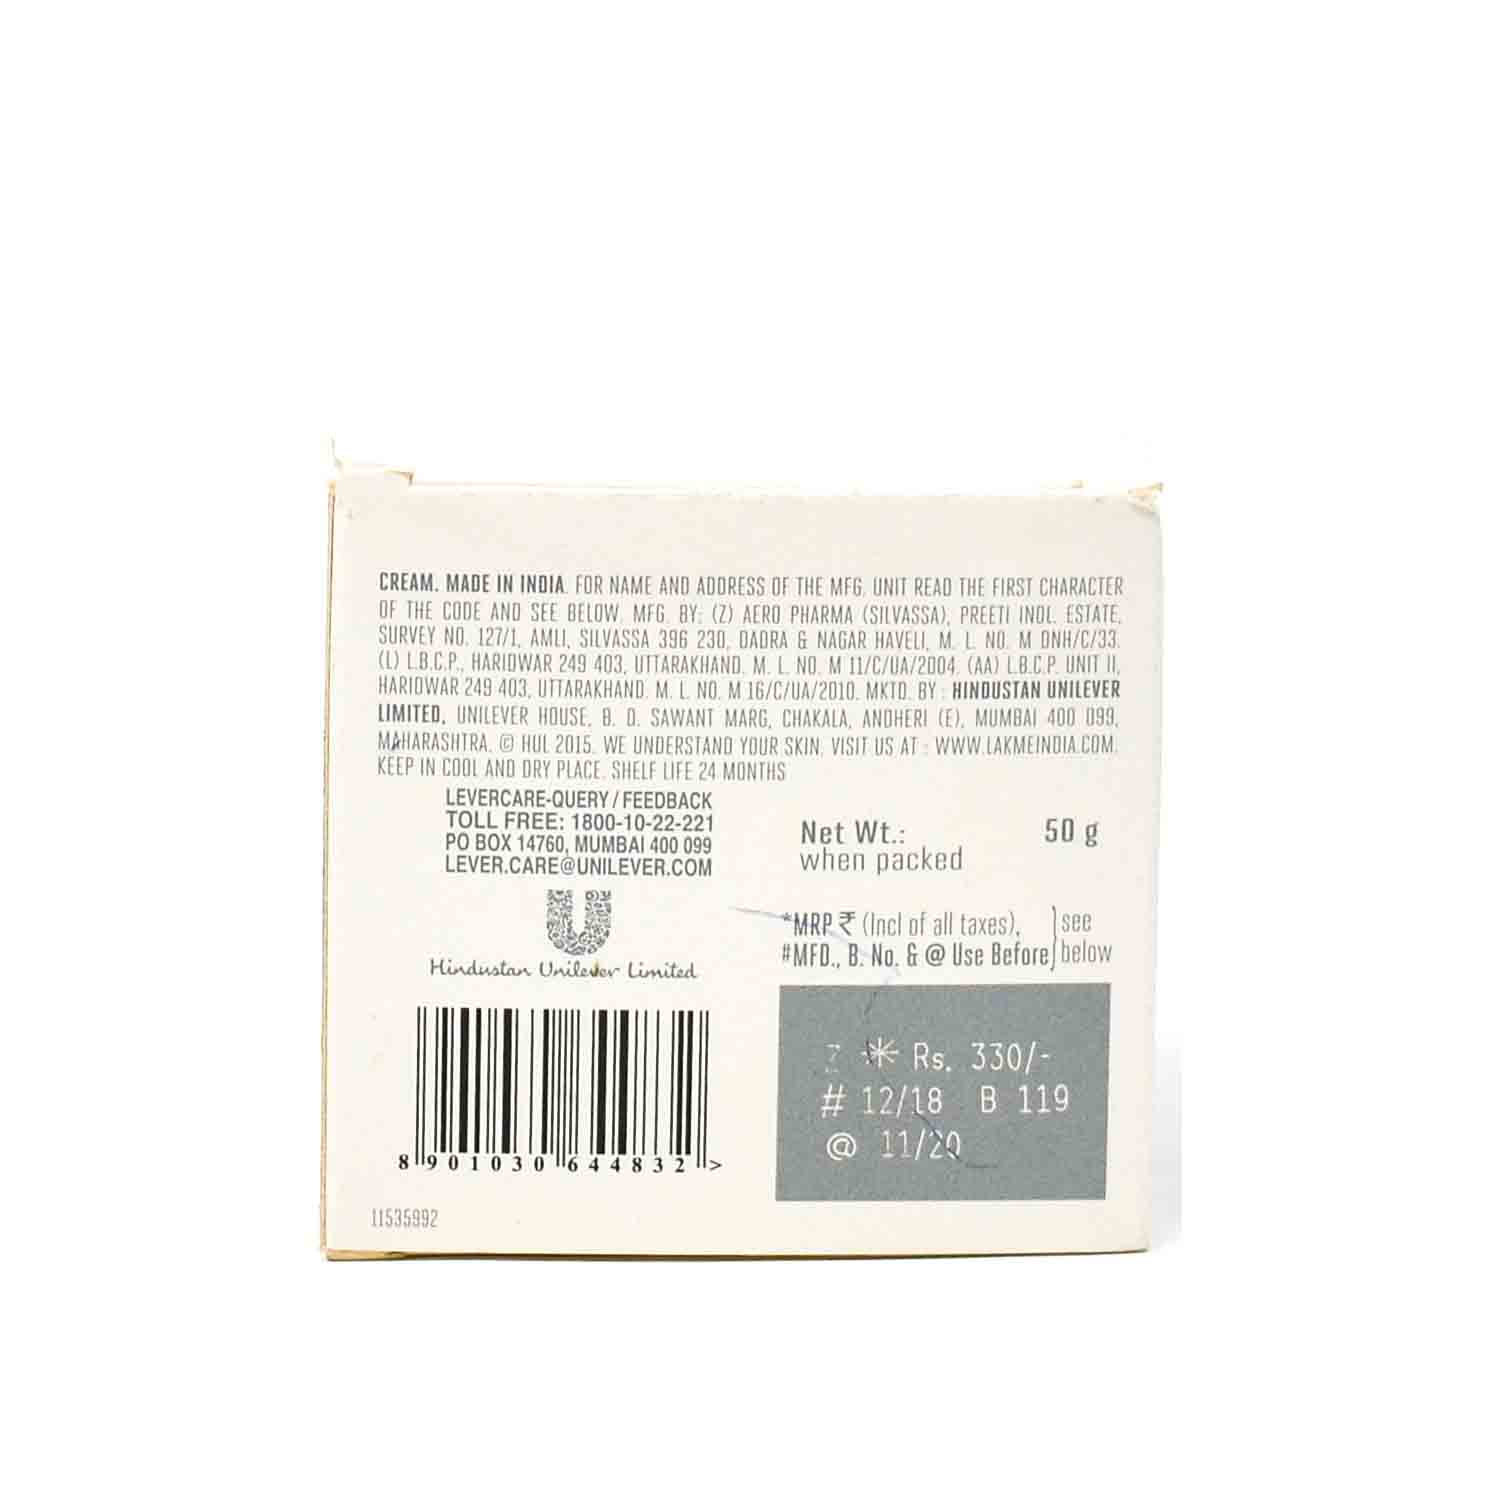 CREAM. MADE IN INDIA. FOR NAME AND ADDRESS OF THE MFG. UNIT READ THE FIRST CHARACTER
OF THE CODE AND SEE BELOW. MFG. BY: (Z) AERO PHARMA (SILVASSA), PREETI INDL. ESTATE,
SURVEY NO. 127/1, AMLI, SILVASSA 396 230, DADRA & NAGAR HAVELI, M. L. NO. M DNH/C/33.
(L) L.B.C.P., HARIDWAR 249 403, UTTARAKHAND. M. L. NO. M 11/C/UA/2004. (AA) L.B.C.P. UNIT II,
HARIDWAR 249 403, UTTARAKHAND. M. L. NO. M 16/C/UA/2010. MKTD. BY : HINDUSTAN UNILEVER
LIMITED, UNILEVER HOUSE, B. D. SAWANT MARG, CHAKALA, ANDHERI (E), MUMBAI 400 099,
MAHARASHTRA. © HUL 2015. WE UNDERSTAND YOUR SKIN. VISIT US AT : WWW.LAKMEINDIA.COM.
KEEP IN COOL AND DRY PLACE. SHELF LIFE 24 MONTHS
LEVERCARE-QUERY / FEEDBACK
TOLL FREE: 1800-10-22-221
PO BOX 14760, MUMBAI 400 099
LEVER.CARE@UNILEVER.COM
Hindustan Unilever Limited
Net Wt.: 50 g
when packed
*MRP ₹ (Incl of all taxes), see
#MFD., B. No. & @ Use Before below
Z * Rs. 330/-
# 12/18 B 119
@ 11/20
8 901030 644832 >
11535992